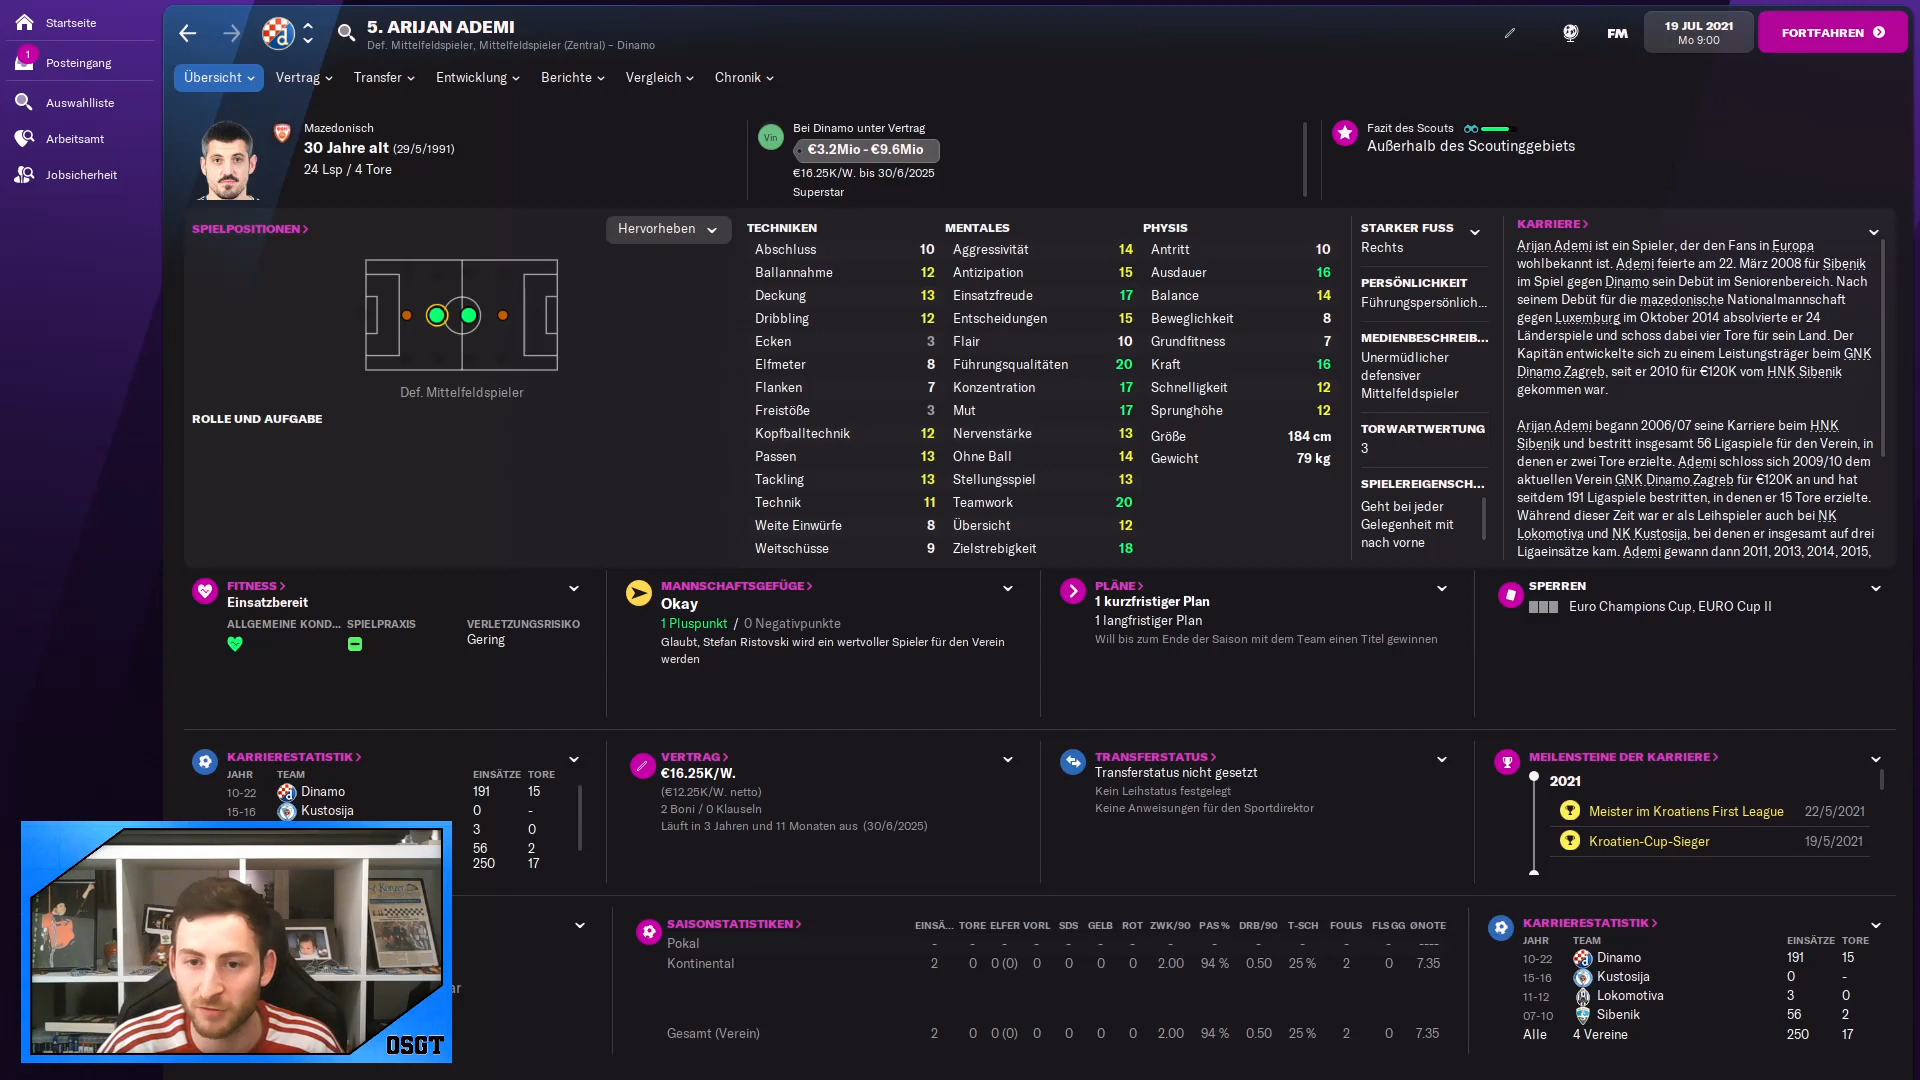 Startseite
1
Posteingang
Auswahlliste
Arbeitsamt
Jobsicherheit
5. ARIJAN ADEMI
Def. Mittelfeldspieler, Mittelfeldspieler (Zentral) – Dinamo
FM
19 JUL 2021
Mo 9:00
FORTFAHREN
Übersicht Vertrag Transfer Entwicklung Berichte Vergleich Chronik
Mazedonisch
30 Jahre alt (29/5/1991)
24 Lsp / 4 Tore
Vin
Bei Dinamo unter Vertrag
€3.2Mio - €9.6Mio
€16.25K/W. bis 30/6/2025
Superstar
Fazit des Scouts
Außerhalb des Scoutinggebiets
SPIELPOSITIONEN
Hervorheben
Def. Mittelfeldspieler
ROLLE UND AUFGABE
TECHNIKEN
Abschluss 10
Ballannahme 12
Deckung 13
Dribbling 12
Ecken 3
Elfmeter 8
Flanken 7
Freistöße 3
Kopfballtechnik 12
Passen 13
Tackling 13
Technik 11
Weite Einwürfe 8
Weitschüsse 9
MENTALES
Aggressivität 14
Antizipation 15
Einsatzfreude 17
Entscheidungen 15
Flair 10
Führungsqualitäten 20
Konzentration 17
Mut 17
Nervenstärke 13
Ohne Ball 14
Stellungsspiel 13
Teamwork 20
Übersicht 12
Zielstrebigkeit 18
PHYSIS
Antritt 10
Ausdauer 16
Balance 14
Beweglichkeit 8
Grundfitness 7
Kraft 16
Schnelligkeit 12
Sprunghöhe 12
Größe 184 cm
Gewicht 79 kg
STARKER FUSS
Rechts
PERSÖNLICHKEIT
Führungspersönlich...
MEDIENBESCHREIB...
Unermüdlicher
defensiver
Mittelfeldspieler
TORWARTWERTUNG
3
SPIELEREIGENSCH...
Geht bei jeder
Gelegenheit mit
nach vorne
KARRIERE
Arijan Ademi ist ein Spieler, der den Fans in Europa
wohlbekannt ist. Ademi feierte am 22. März 2008 für Sibenik
im Spiel gegen Dinamo sein Debüt im Seniorenbereich. Nach
seinem Debüt für die mazedonische Nationalmannschaft
gegen Luxemburg im Oktober 2014 absolvierte er 24
Länderspiele und schoss dabei vier Tore für sein Land. Der
Kapitän entwickelte sich zu einem Leistungsträger beim GNK
Dinamo Zagreb, seit er 2010 für €120K vom HNK Sibenik
gekommen war.
Arijan Ademi begann 2006/07 seine Karriere beim HNK
Sibenik und bestritt insgesamt 56 Ligaspiele für den Verein, in
denen er zwei Tore erzielte. Ademi schloss sich 2009/10 dem
aktuellen Verein GNK Dinamo Zagreb für €120K an und hat
seitdem 191 Ligaspiele bestritten, in denen er 15 Tore erzielte.
Während dieser Zeit war er als Leihspieler auch bei NK
Lokomotiva und NK Kustosija, bei denen er insgesamt auf drei
Ligaeinsätze kam. Ademi gewann dann 2011, 2013, 2014, 2015,
FITNESS
Einsatzbereit
ALLGEMEINE KOND... SPIELPRAXIS VERLETZUNGSRISIKO
Gering
MANNSCHAFTSGEFÜGE
Okay
1 Pluspunkt / 0 Negativpunkte
Glaubt, Stefan Ristovski wird ein wertvoller Spieler für den Verein
werden
PLÄNE
1 kurzfristiger Plan
1 langfristiger Plan
Will bis zum Ende der Saison mit dem Team einen Titel gewinnen
SPERREN
Euro Champions Cup, EURO Cup II
KARRIERESTATISTIK
JAHR TEAM EINSÄTZE TORE
10-22 Dinamo 191 15
15-16 Kustosija 0 -
3 0
56 2
250 17
VERTRAG
€16.25K/W.
(€12.25K/W. netto)
2 Boni / 0 Klauseln
Läuft in 3 Jahren und 11 Monaten aus (30/6/2025)
TRANSFERSTATUS
Transferstatus nicht gesetzt
Kein Leihstatus festgelegt
Keine Anweisungen für den Sportdirektor
MEILENSTEINE DER KARRIERE
2021
Meister im Kroatiens First League 22/5/2021
Kroatien-Cup-Sieger 19/5/2021
ar
OSGT
SAISONSTATISTIKEN EINSÄ... TORE ELFER VORL SDS GELB ROT ZWK/90 PAS % DRB/90 T-SCH FOULS FLS GG ØNOTE
Pokal - - - - - - - - - - - - - ----
Kontinental 2 0 0 (0) 0 0 0 0 2.00 94 % 0.50 25 % 2 0 7.35
Gesamt (Verein) 2 0 0 (0) 0 0 0 0 2.00 94 % 0.50 25 % 2 0 7.35
KARRIERESTATISTIK
JAHR TEAM EINSÄTZE TORE
10-22 Dinamo 191 15
15-16 Kustosija 0 -
11-12 Lokomotiva 3 0
07-10 Sibenik 56 2
Alle 4 Vereine 250 17